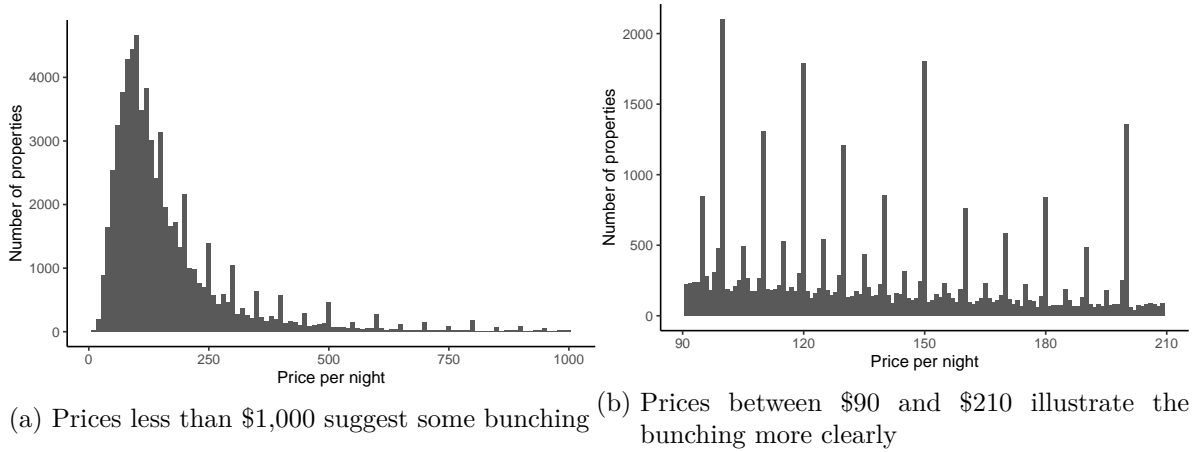 Number of properties
4000
3000
2000
1000
0
0
250
500
750
1000
Price per night
(a) Prices less than $1,000 suggest some bunching
Number of properties
2000
1500
1000
500
0
90
120
150
180
210
Price per night
(b) Prices between $90 and $210 illustrate the
bunching more clearly